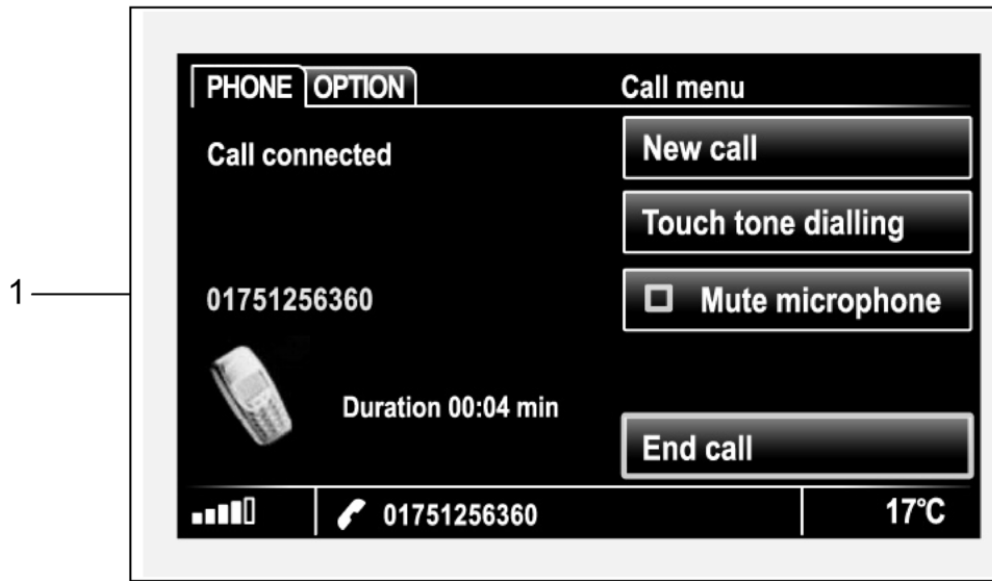 PHONE OPTION Call menu
Call connected
New call
Touch tone dialling
1
01751256360
Mute microphone
Duration 00:04 min
End call
01751256360
17°C